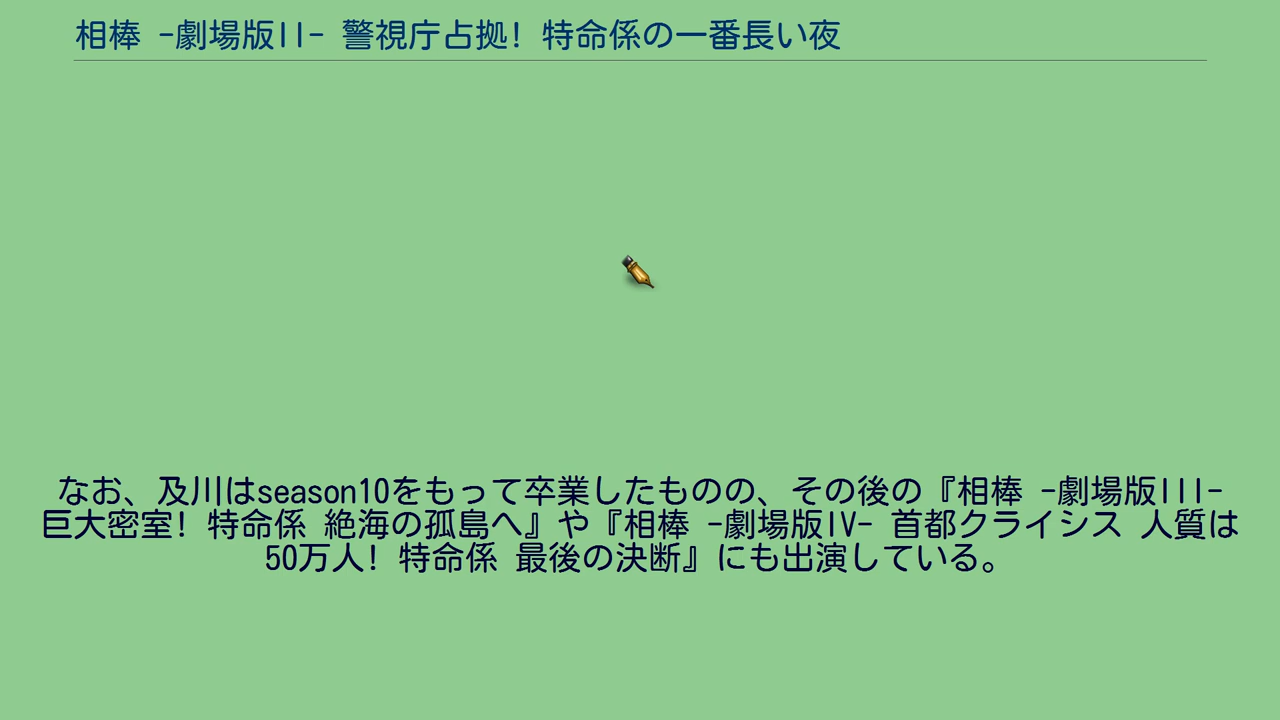 相棒 -劇場版II- 警視庁占拠! 特命係の一番長い夜
なお、及川はseason10をもって卒業したものの、その後の『相棒 -劇場版III-
巨大密室! 特命係 絶海の孤島へ』や『相棒 -劇場版IV- 首都クライシス 人質は
50万人! 特命係 最後の決断』にも出演している。